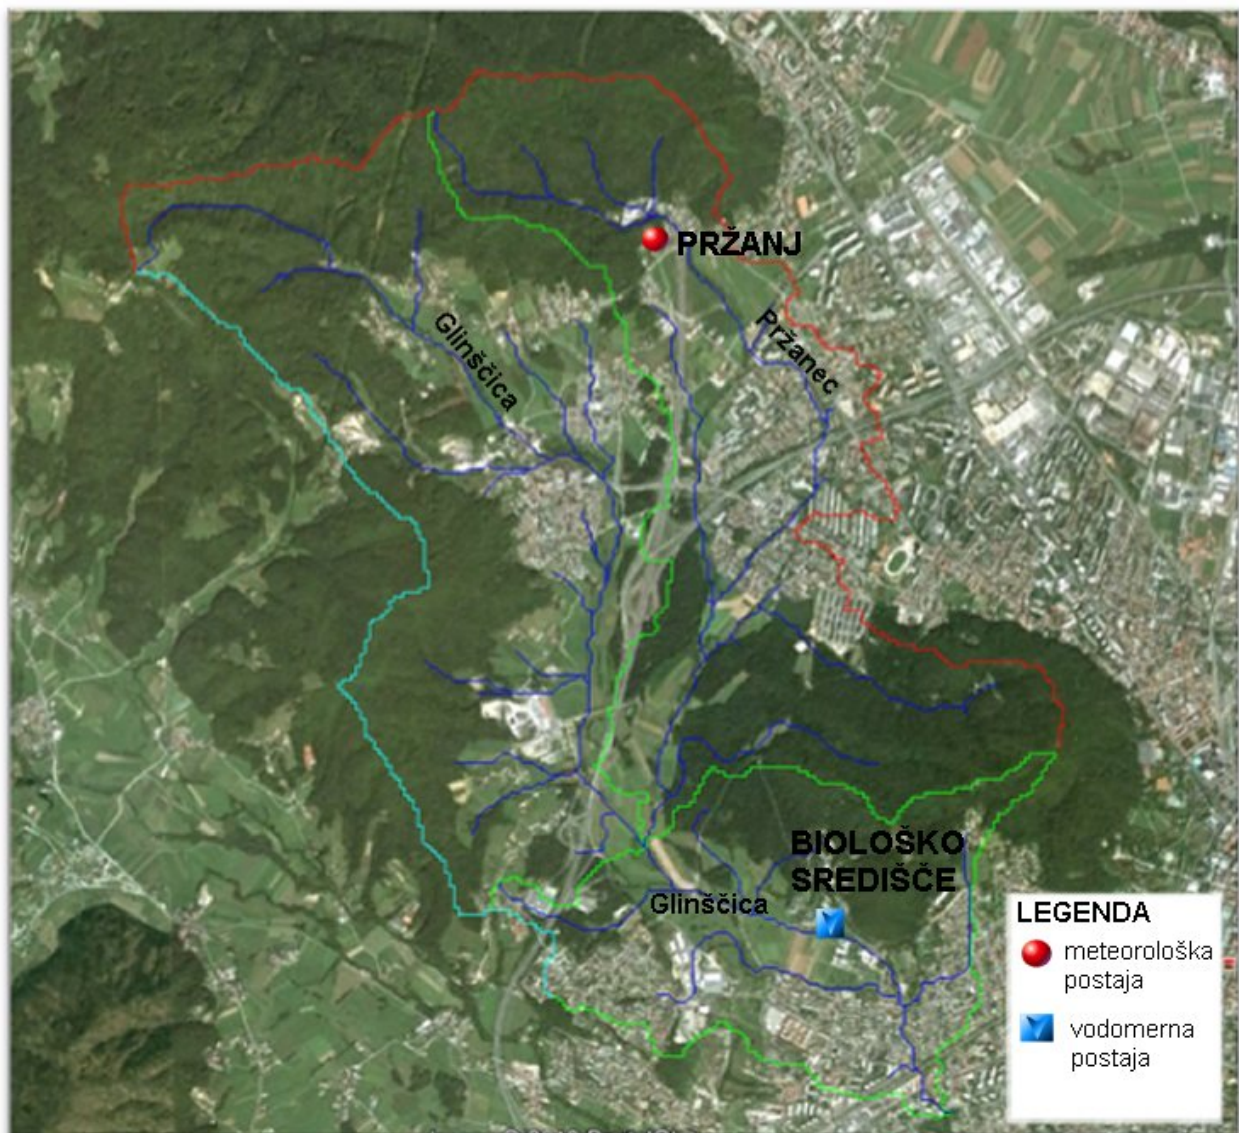 PRŽANJ
Glinščica
Pržanec
BIOLOŠKO
SREDIŠČE
Glinščica
LEGENDA
meteorološka
postaja
vodomerna
postaja